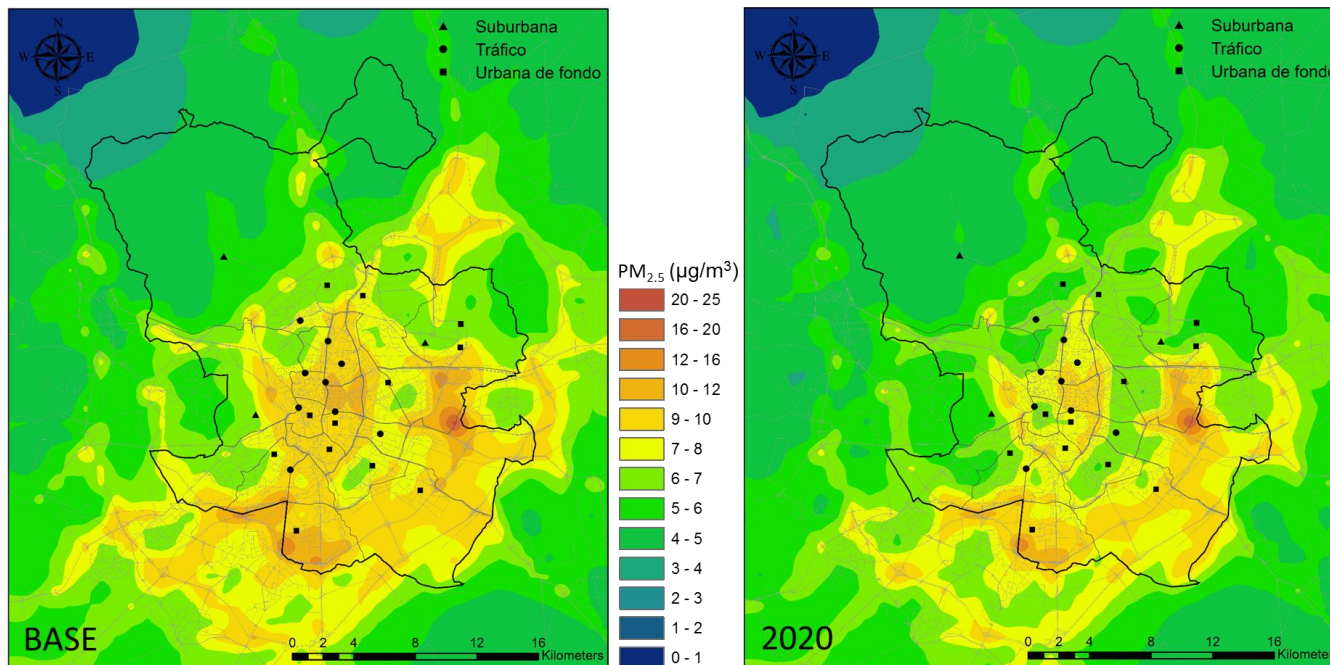 N
W E
S
Suburbana
Tráfico
Urbana de fondo
BASE
0 2 4 8 12 16
Kilometers
PM2.5 (µg/m³)
20 - 25
16 - 20
12 - 16
10 - 12
9 - 10
7 - 8
6 - 7
5 - 6
4 - 5
3 - 4
2 - 3
1 - 2
0 - 1
N
W E
S
Suburbana
Tráfico
Urbana de fondo
2020
0 2 4 8 12 16
Kilometers